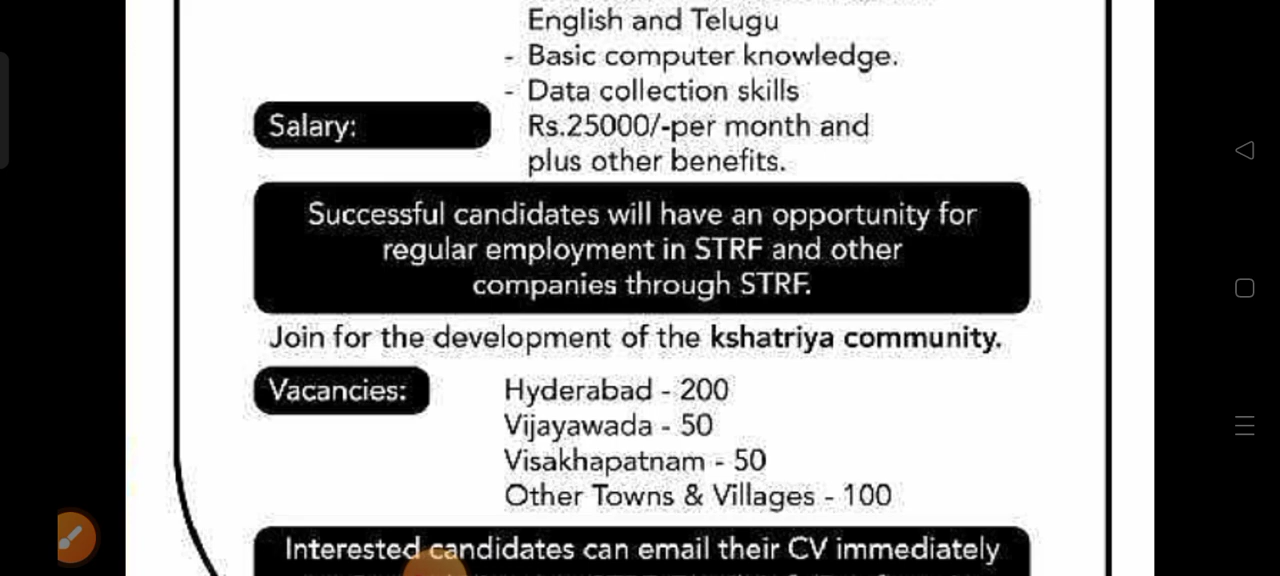 English and Telugu
- Basic computer knowledge.
- Data collection skills
Salary: Rs.25000/-per month and
plus other benefits.
Successful candidates will have an opportunity for
regular employment in STRF and other
companies through STRF.
Join for the development of the kshatriya community.
Vacancies: Hyderabad - 200
Vijayawada - 50
Visakhapatnam - 50
Other Towns & Villages - 100
Interested candidates can email their CV immediately